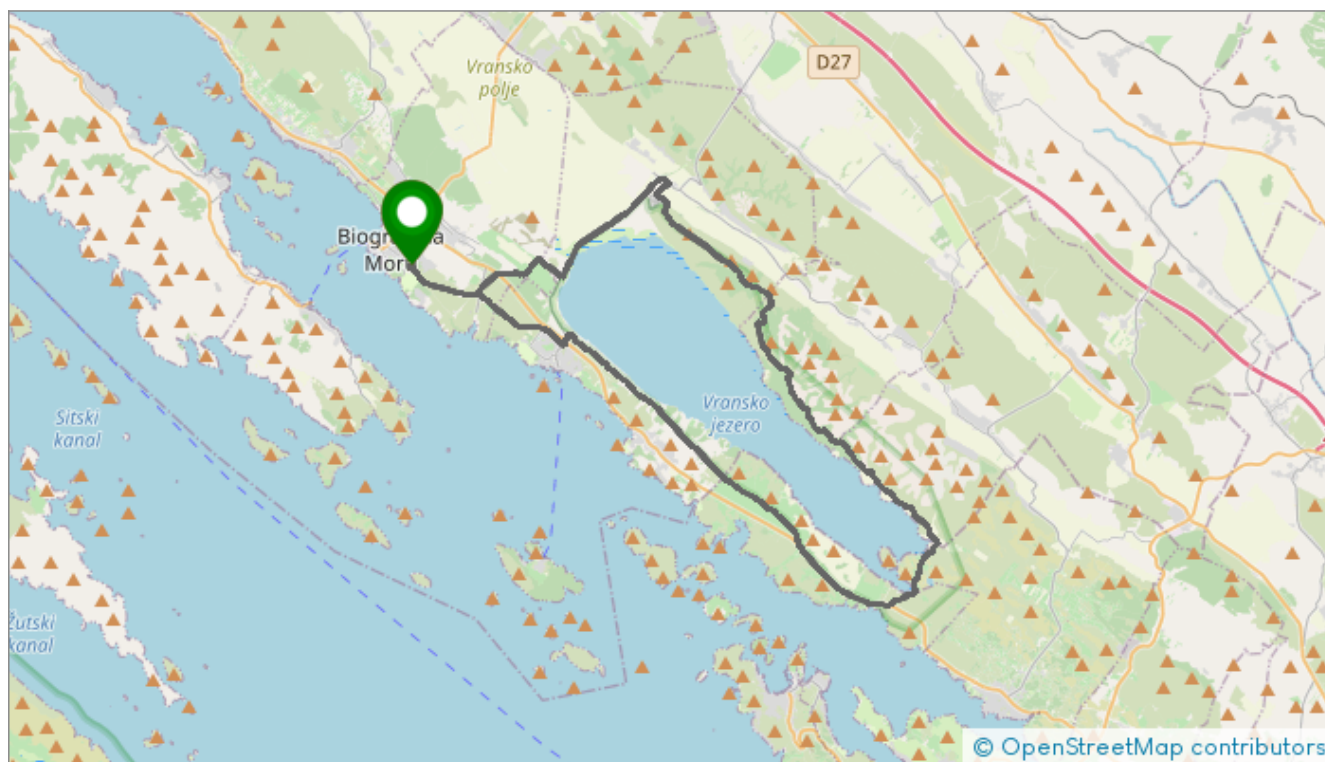 Vransko
polje
D27
Biograd na
Moru
Vransko
jezero
Sitski
kanal
Žutski
kanal
© OpenStreetMap contributors